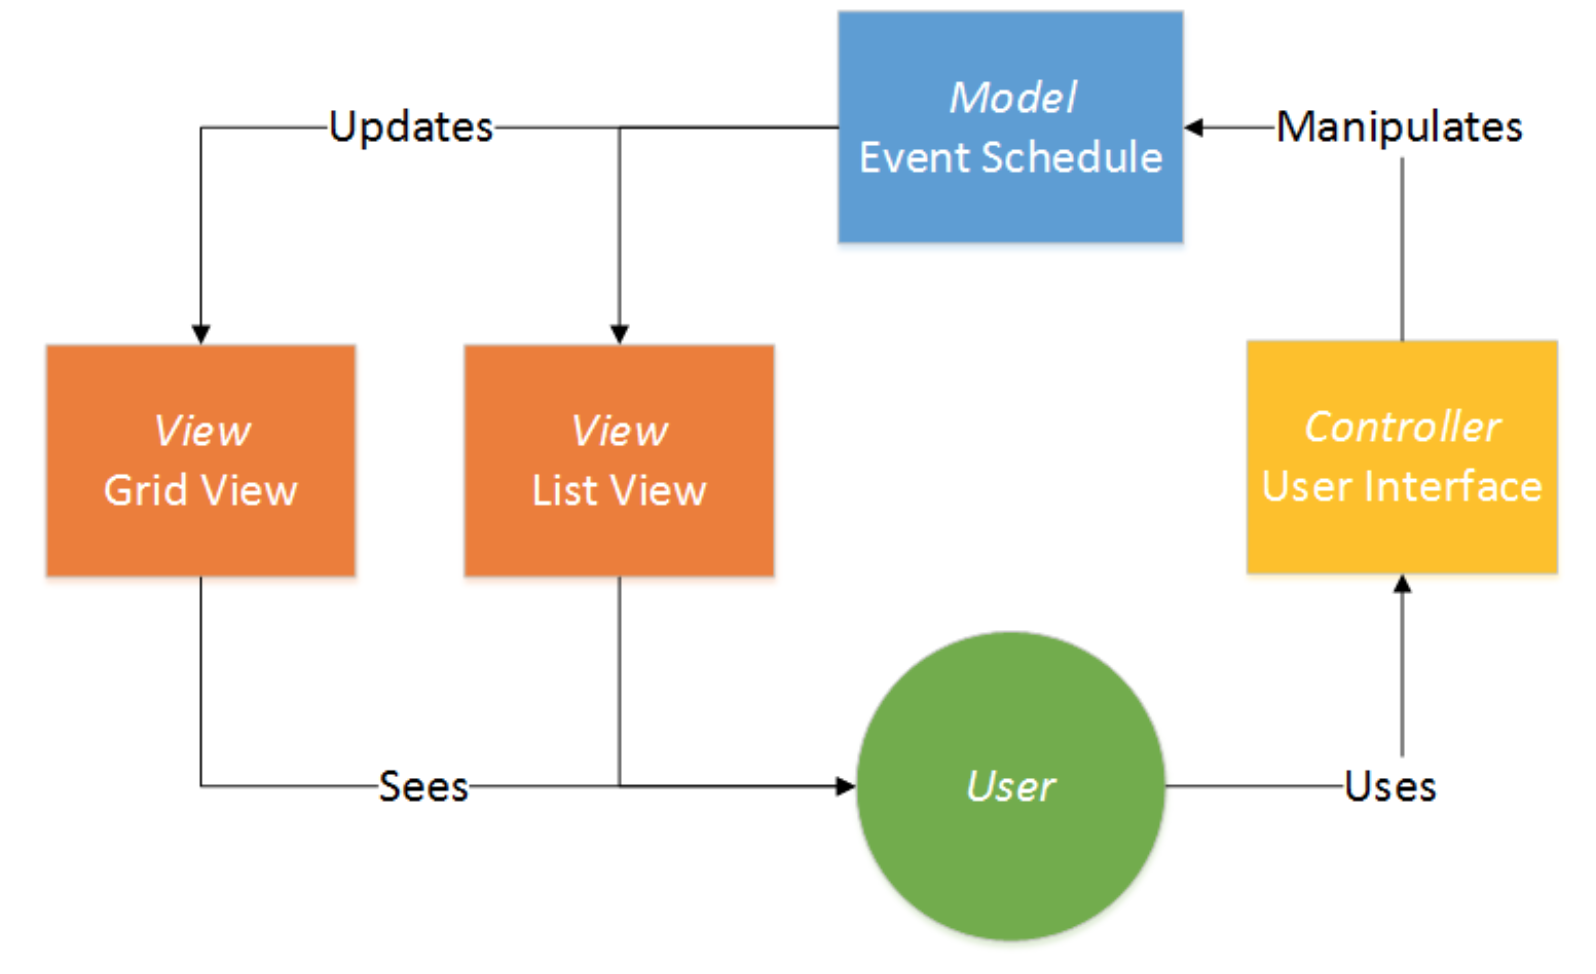 Model
Event Schedule
Updates
Manipulates
View
Grid View
View
List View
Controller
User Interface
Sees
User
Uses